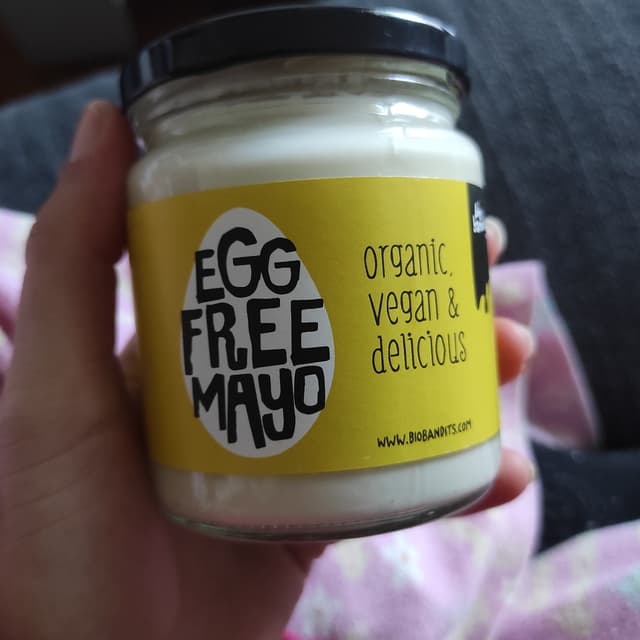 EGG
FREE
MAYO
organic,
vegan &
delicious
WWW.BIOBANDITS.COM